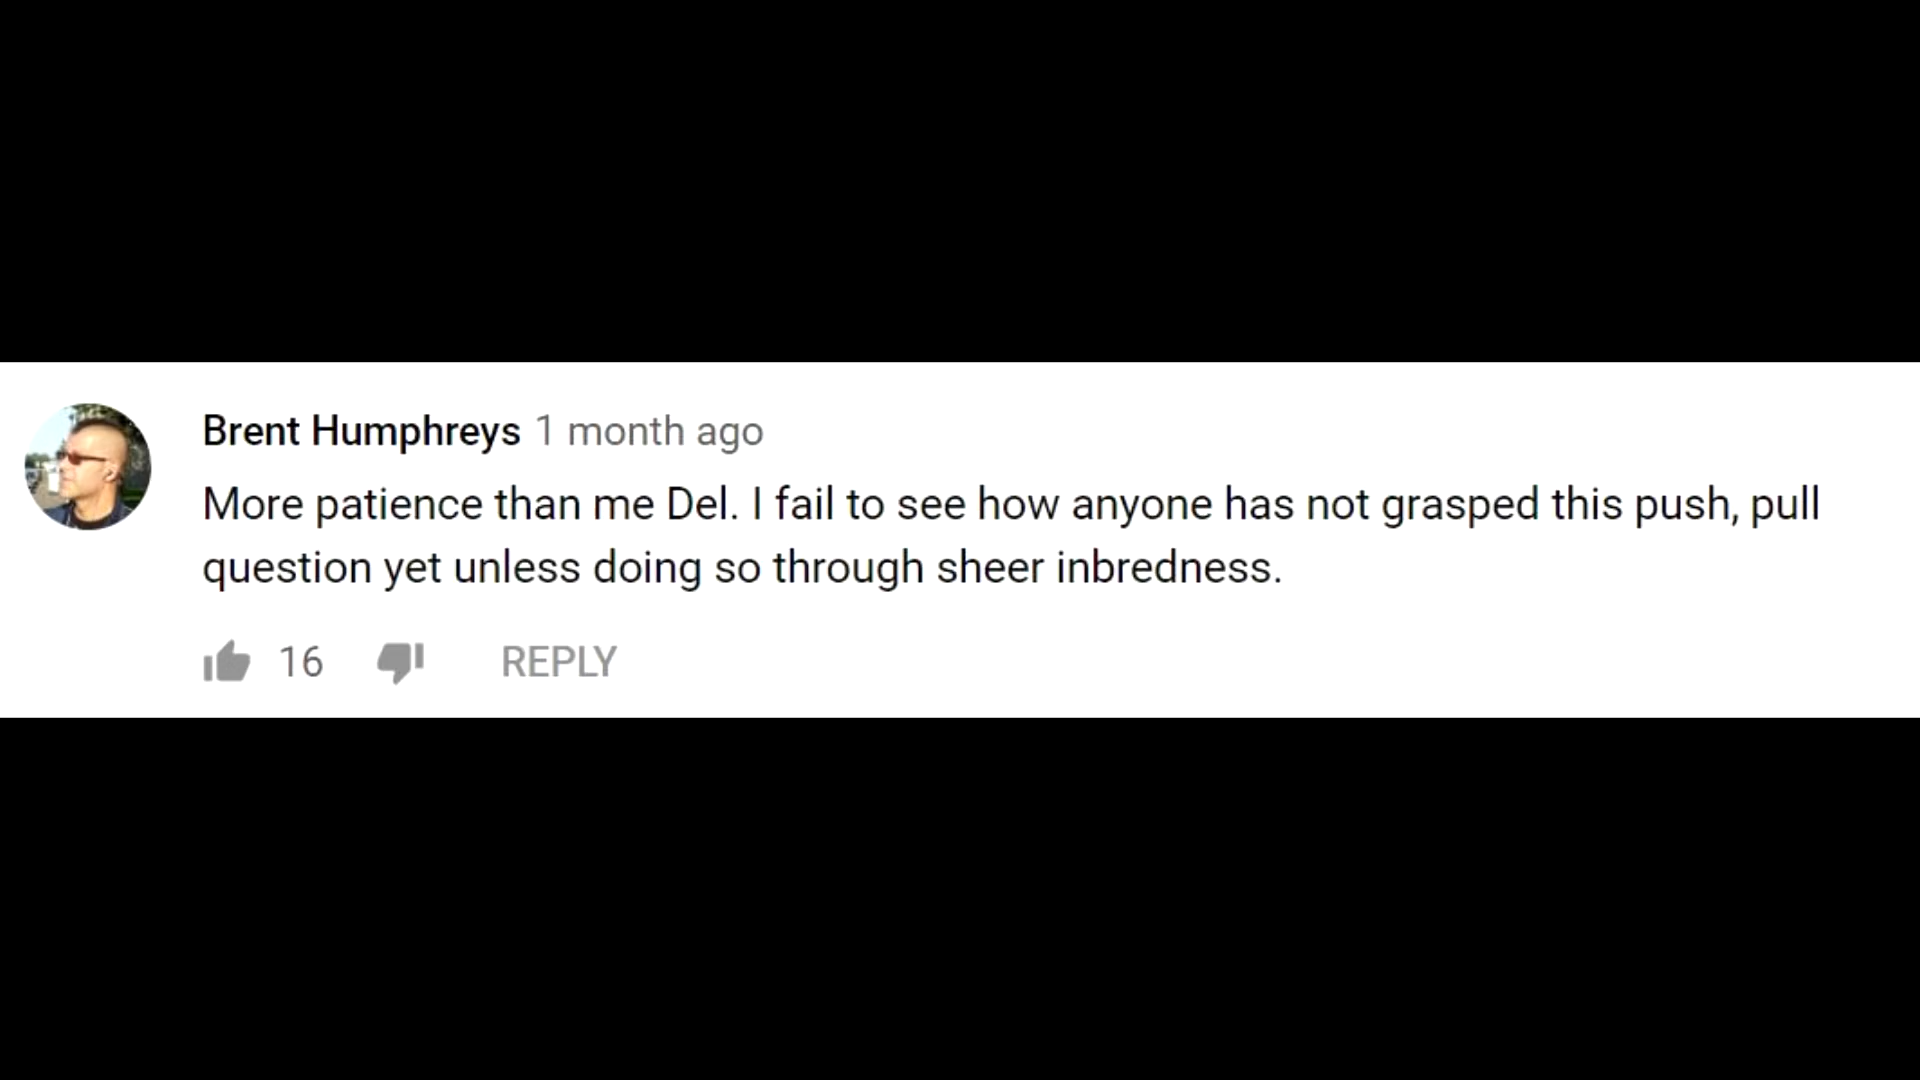 Brent Humphreys 1 month ago
More patience than me Del. I fail to see how anyone has not grasped this push, pull
question yet unless doing so through sheer inbredness.
16 REPLY